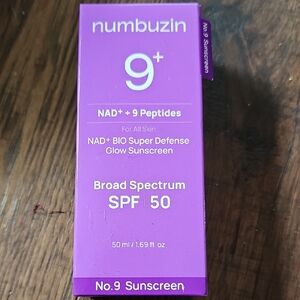 numbuzin
No.9 Sunscreen
9+
NAD+ + 9 Peptides
For All Skin
NAD+ BIO Super Defense
Glow Sunscreen
Broad Spectrum
SPF 50
50 ml / 1.69 fl. oz
No.9 Sunscreen